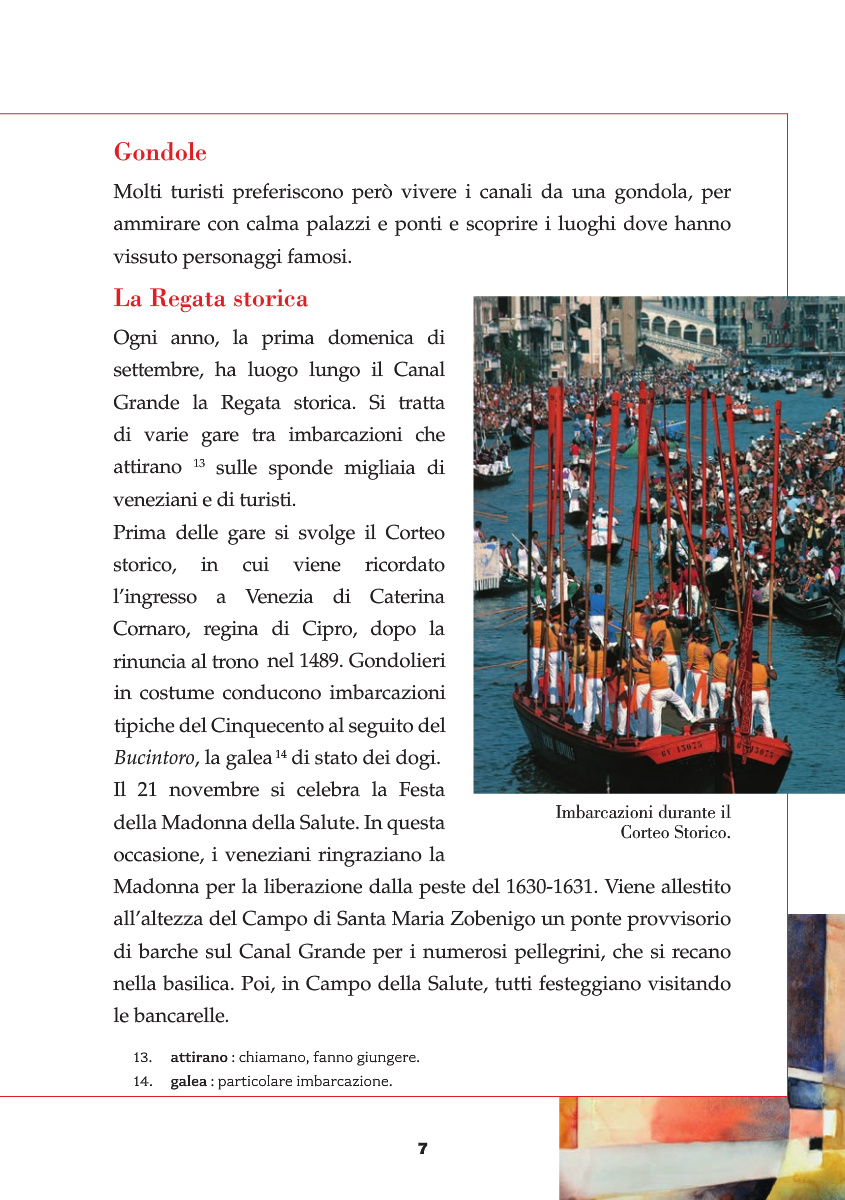 Gondole
Molti turisti preferiscono però vivere i canali da una gondola, per
ammirare con calma palazzi e ponti e scoprire i luoghi dove hanno
vissuto personaggi famosi.
La Regata storica
Ogni anno, la prima domenica di
settembre, ha luogo lungo il Canal
Grande la Regata storica. Si tratta
di varie gare tra imbarcazioni che
attirano 13 sulle sponde migliaia di
veneziani e di turisti.
Prima delle gare si svolge il Corteo
storico, in cui viene ricordato
l'ingresso a Venezia di Caterina
Cornaro, regina di Cipro, dopo la
rinuncia al trono nel 1489. Gondolieri
in costume conducono imbarcazioni
tipiche del Cinquecento al seguito del
Bucintoro, la galea 14 di stato dei dogi.
Il 21 novembre si celebra la Festa
della Madonna della Salute. In questa
occasione, i veneziani ringraziano la
Madonna per la liberazione dalla peste del 1630-1631. Viene allestito
all'altezza del Campo di Santa Maria Zobenigo un ponte provvisorio
di barche sul Canal Grande per i numerosi pellegrini, che si recano
nella basilica. Poi, in Campo della Salute, tutti festeggiano visitando
le bancarelle.
6V 15075
6V 15075
Imbarcazioni durante il
Corteo Storico.
13. attirano : chiamano, fanno giungere.
14. galea : particolare imbarcazione.
7